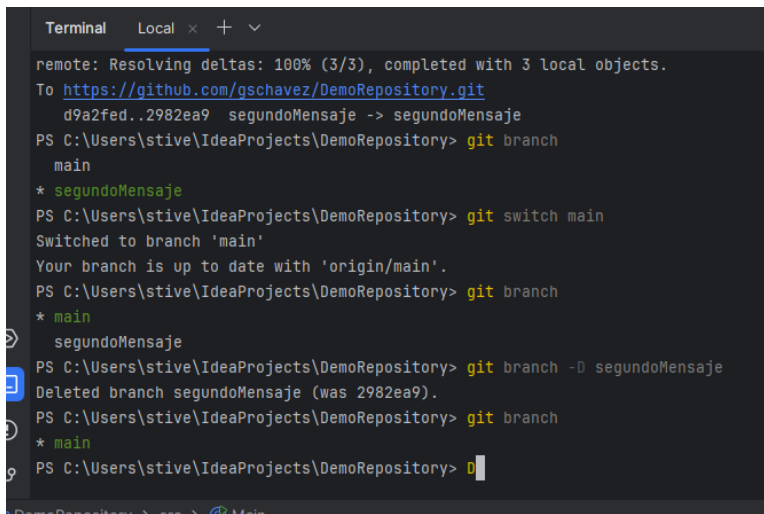 Terminal Local × +
remote: Resolving deltas: 100% (3/3), completed with 3 local objects.
To https://github.com/gschavez/DemoRepository.git
d9a2fed..2982ea9 segundoMensaje -> segundoMensaje
PS C:\Users\stive\IdeaProjects\DemoRepository> git branch
main
* segundoMensaje
PS C:\Users\stive\IdeaProjects\DemoRepository> git switch main
Switched to branch 'main'
Your branch is up to date with 'origin/main'.
PS C:\Users\stive\IdeaProjects\DemoRepository> git branch
* main
segundoMensaje
PS C:\Users\stive\IdeaProjects\DemoRepository> git branch -D segundoMensaje
Deleted branch segundoMensaje (was 2982ea9).
PS C:\Users\stive\IdeaProjects\DemoRepository> git branch
* main
PS C:\Users\stive\IdeaProjects\DemoRepository> D